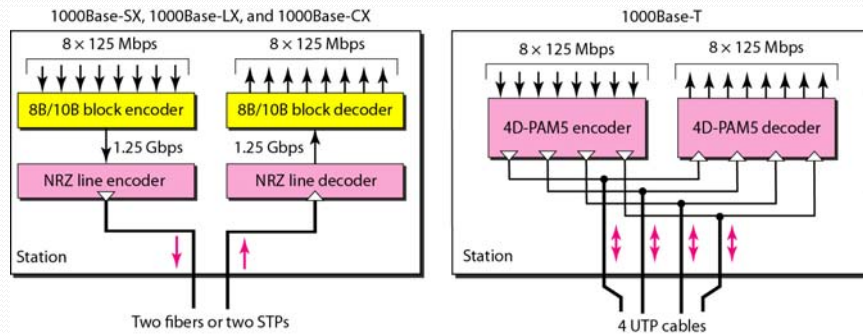 1000Base-SX, 1000Base-LX, and 1000Base-CX
8 × 125 Mbps
8 × 125 Mbps
8B/10B block encoder
8B/10B block decoder
1.25 Gbps
1.25 Gbps
NRZ line encoder
NRZ line decoder
Station
Two fibers or two STPs
1000Base-T
8 × 125 Mbps
8 × 125 Mbps
4D-PAM5 encoder
4D-PAM5 decoder
Station
4 UTP cables